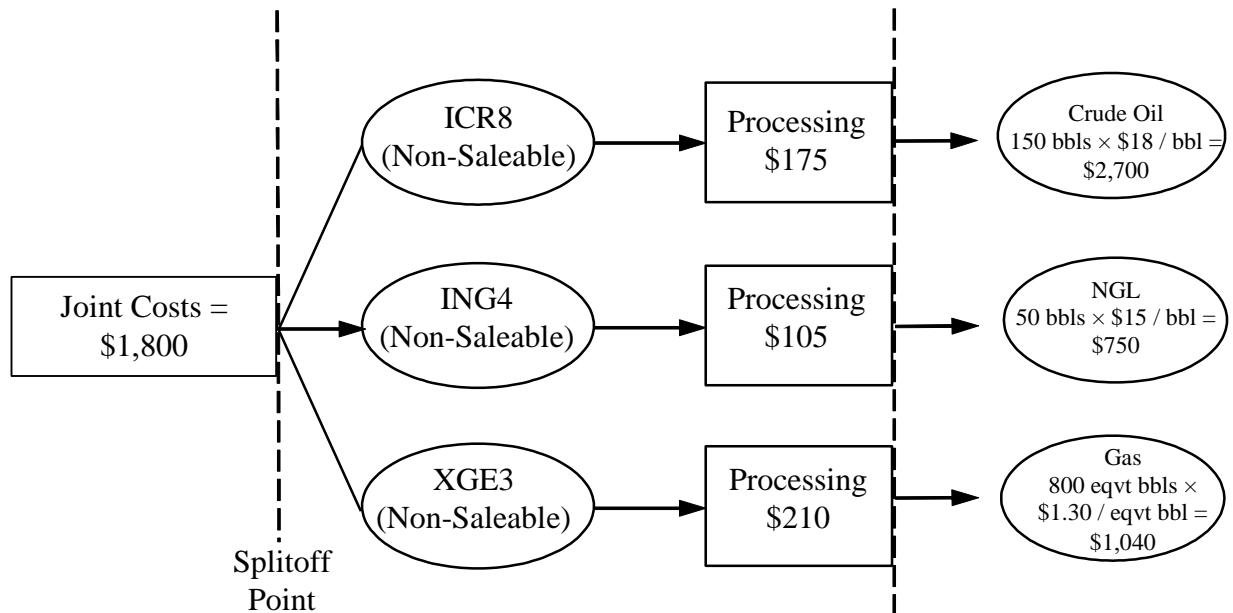 ICR8
(Non-Saleable)
Processing
$175
Crude Oil
150 bbls × $18 / bbl =
$2,700
Joint Costs =
$1,800
ING4
(Non-Saleable)
Processing
$105
NGL
50 bbls × $15 / bbl =
$750
XGE3
(Non-Saleable)
Processing
$210
Gas
800 eqvt bbls ×
$1.30 / eqvt bbl =
$1,040
Splitoff
Point